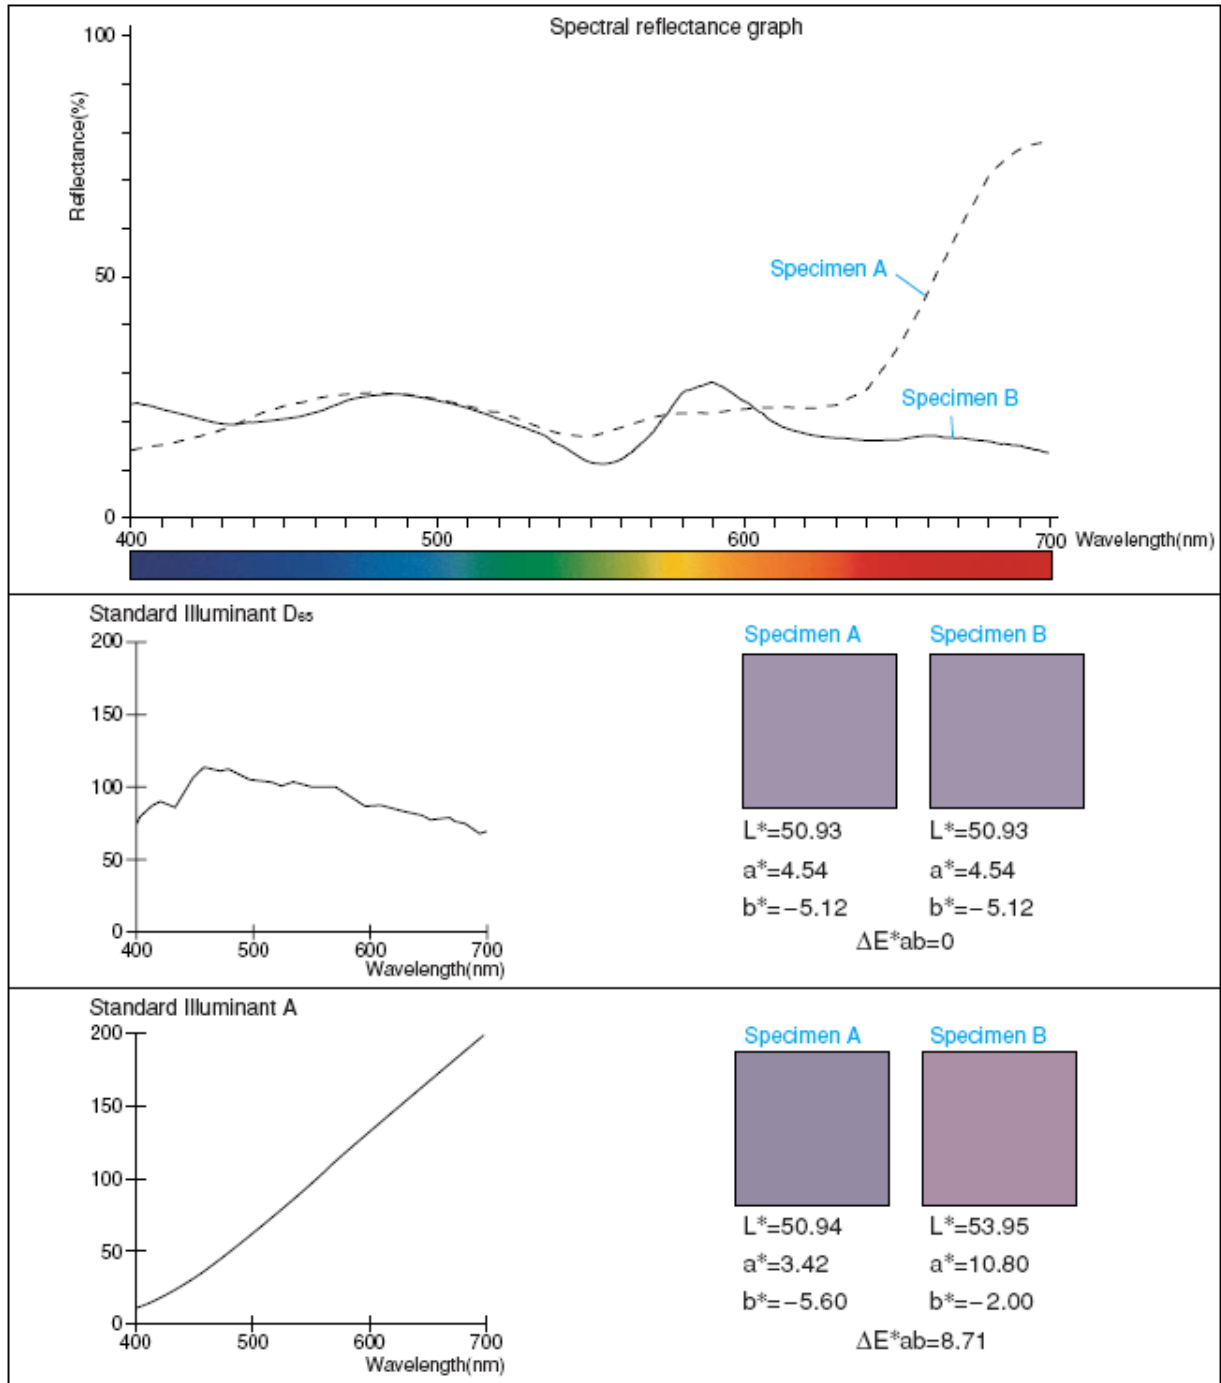 Spectral reflectance graph
100
Reflectance(%)
50
Specimen A
Specimen B
0
400 500 600 700 Wavelength(nm)
Standard Illuminant D₆₅
200
150
100
50
0
400 500 600 700
Wavelength(nm)
Specimen A Specimen B
L*=50.93 L*=50.93
a*=4.54 a*=4.54
b*=−5.12 b*=−5.12
ΔE*ab=0
Standard Illuminant A
200
150
100
50
0
400 500 600 700
Wavelength(nm)
Specimen A Specimen B
L*=50.94 L*=53.95
a*=3.42 a*=10.80
b*=−5.60 b*=−2.00
ΔE*ab=8.71